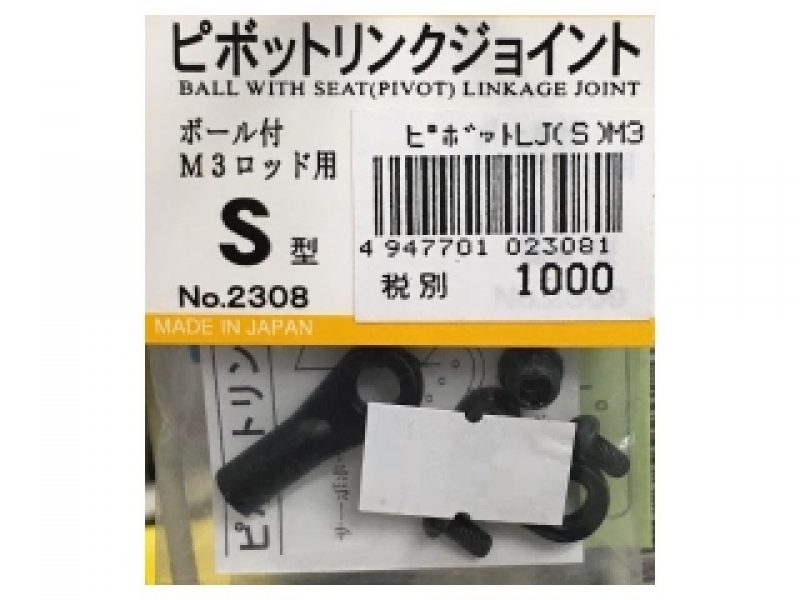 ピボットリンクジョイント
BALL WITH SEAT(PIVOT) LINKAGE JOINT
ボール付
M3ロッド用
S型
No.2308
MADE IN JAPAN
ピボットLJ(S)M3
4 947701 023081
税別 1000